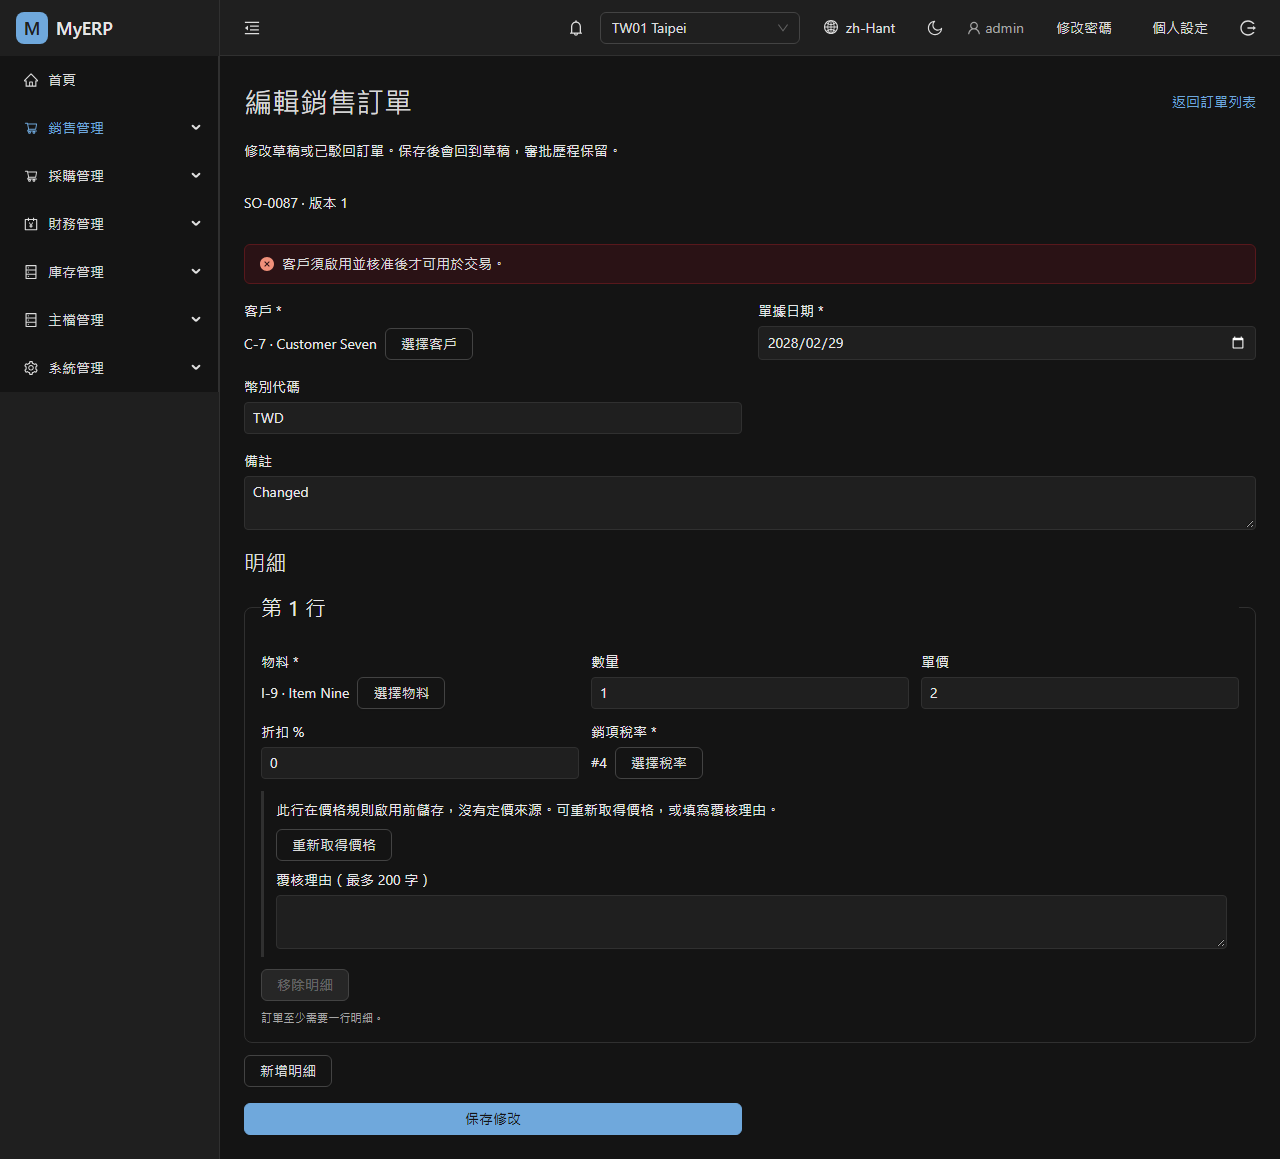 M MyERP
TW01 Taipei
zh-Hant
admin
修改密碼
個人設定
首頁
銷售管理
採購管理
財務管理
庫存管理
主檔管理
系統管理
編輯銷售訂單
返回訂單列表
修改草稿或已駁回訂單。保存後會回到草稿，審批歷程保留。
SO-0087 · 版本 1
客戶須啟用並核准後才可用於交易。
客戶 *
C-7 · Customer Seven 選擇客戶
單據日期 *
2028/02/29
幣別代碼
TWD
備註
Changed
明細
第 1 行
物料 *
I-9 · Item Nine 選擇物料
數量
1
單價
2
折扣 %
0
銷項稅率 *
#4 選擇稅率
此行在價格規則啟用前儲存，沒有定價來源。可重新取得價格，或填寫覆核理由。
重新取得價格
覆核理由（最多 200 字）
移除明細
訂單至少需要一行明細。
新增明細
保存修改